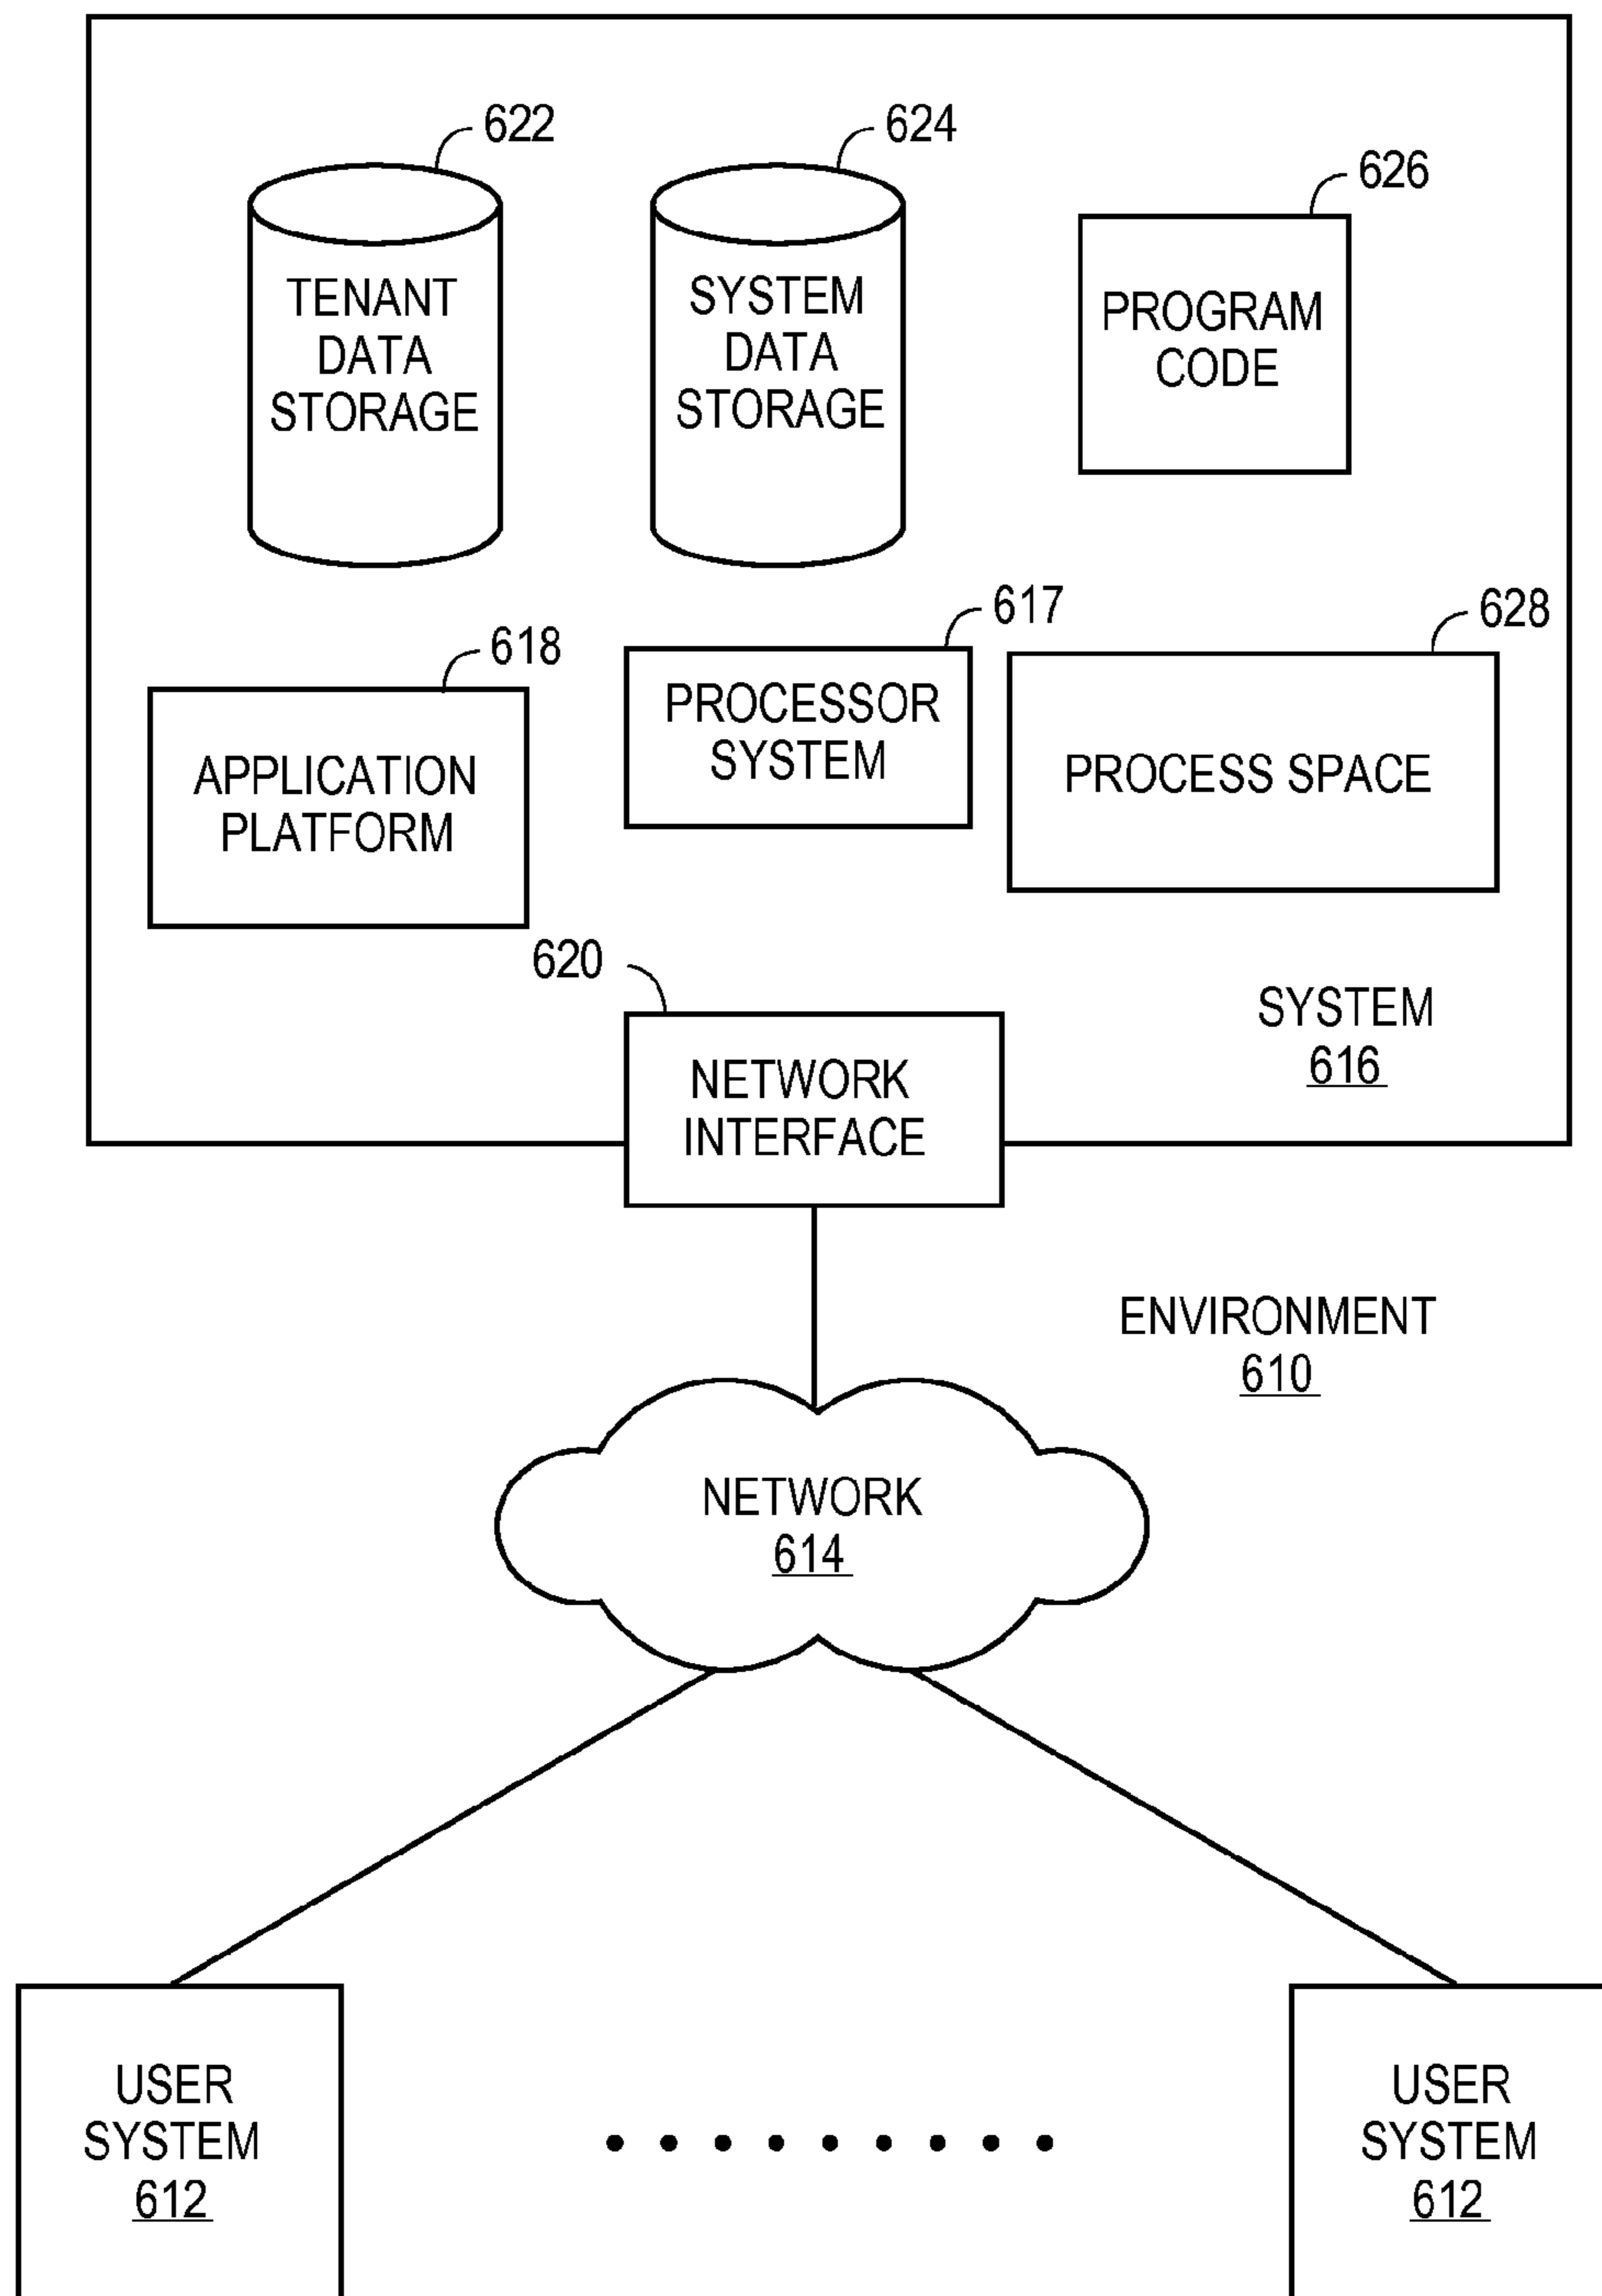 622
624
626
TENANT
DATA
STORAGE
SYSTEM
DATA
STORAGE
PROGRAM
CODE
618
617
628
APPLICATION
PLATFORM
PROCESSOR
SYSTEM
PROCESS SPACE
620
NETWORK
INTERFACE
SYSTEM
616
ENVIRONMENT
610
NETWORK
614
USER
SYSTEM
612
USER
SYSTEM
612